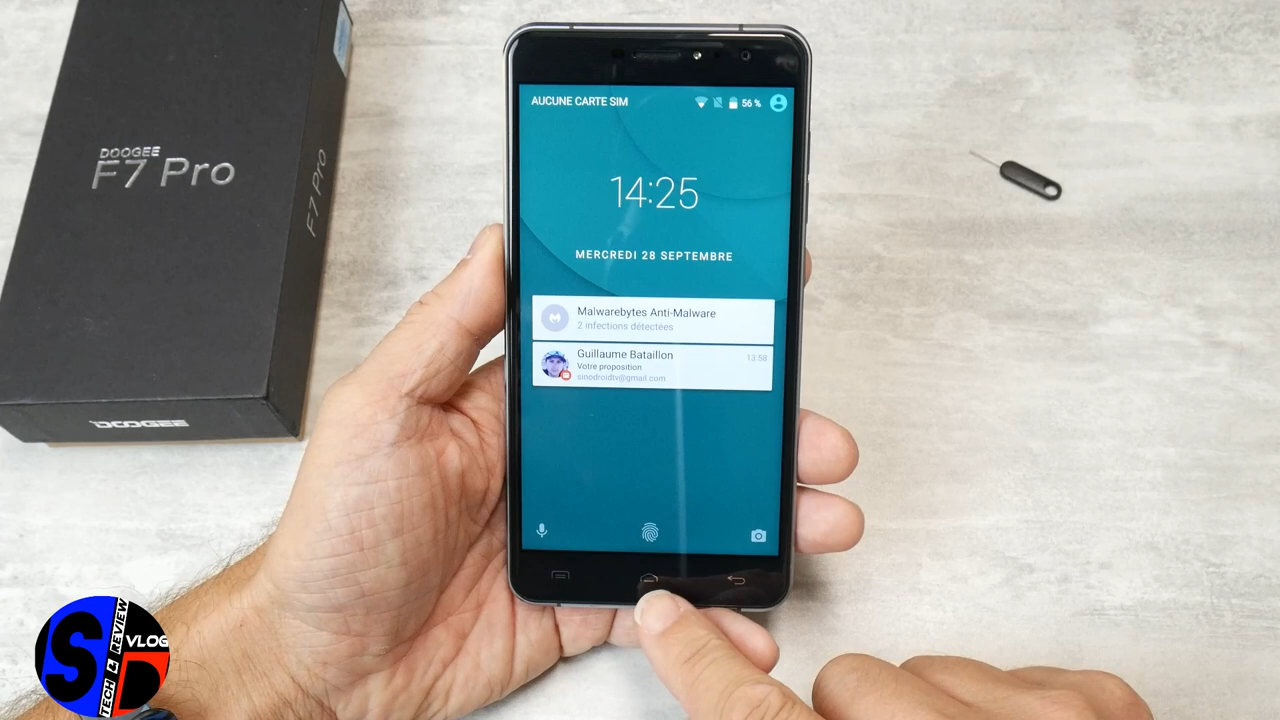 DOOGEE
F7 Pro
F7 Pro
DOOGEE
AUCUNE CARTE SIM
56 %
14:25
MERCREDI 28 SEPTEMBRE
Malwarebytes Anti-Malware
2 infections détectées
Guillaume Bataillon
13:58
Votre proposition
sinodroidtv@gmail.com
SD
TECH & REVIEW
VLOG